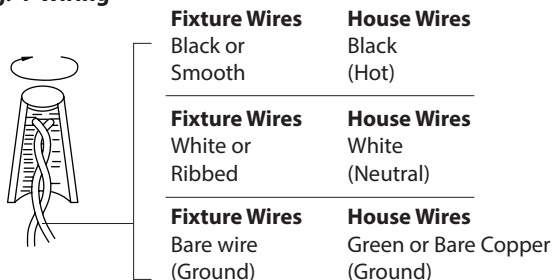 Fixture Wires House Wires
Black or Black
Smooth (Hot)
Fixture Wires House Wires
White or White
Ribbed (Neutral)
Fixture Wires House Wires
Bare wire Green or Bare Copper
(Ground) (Ground)